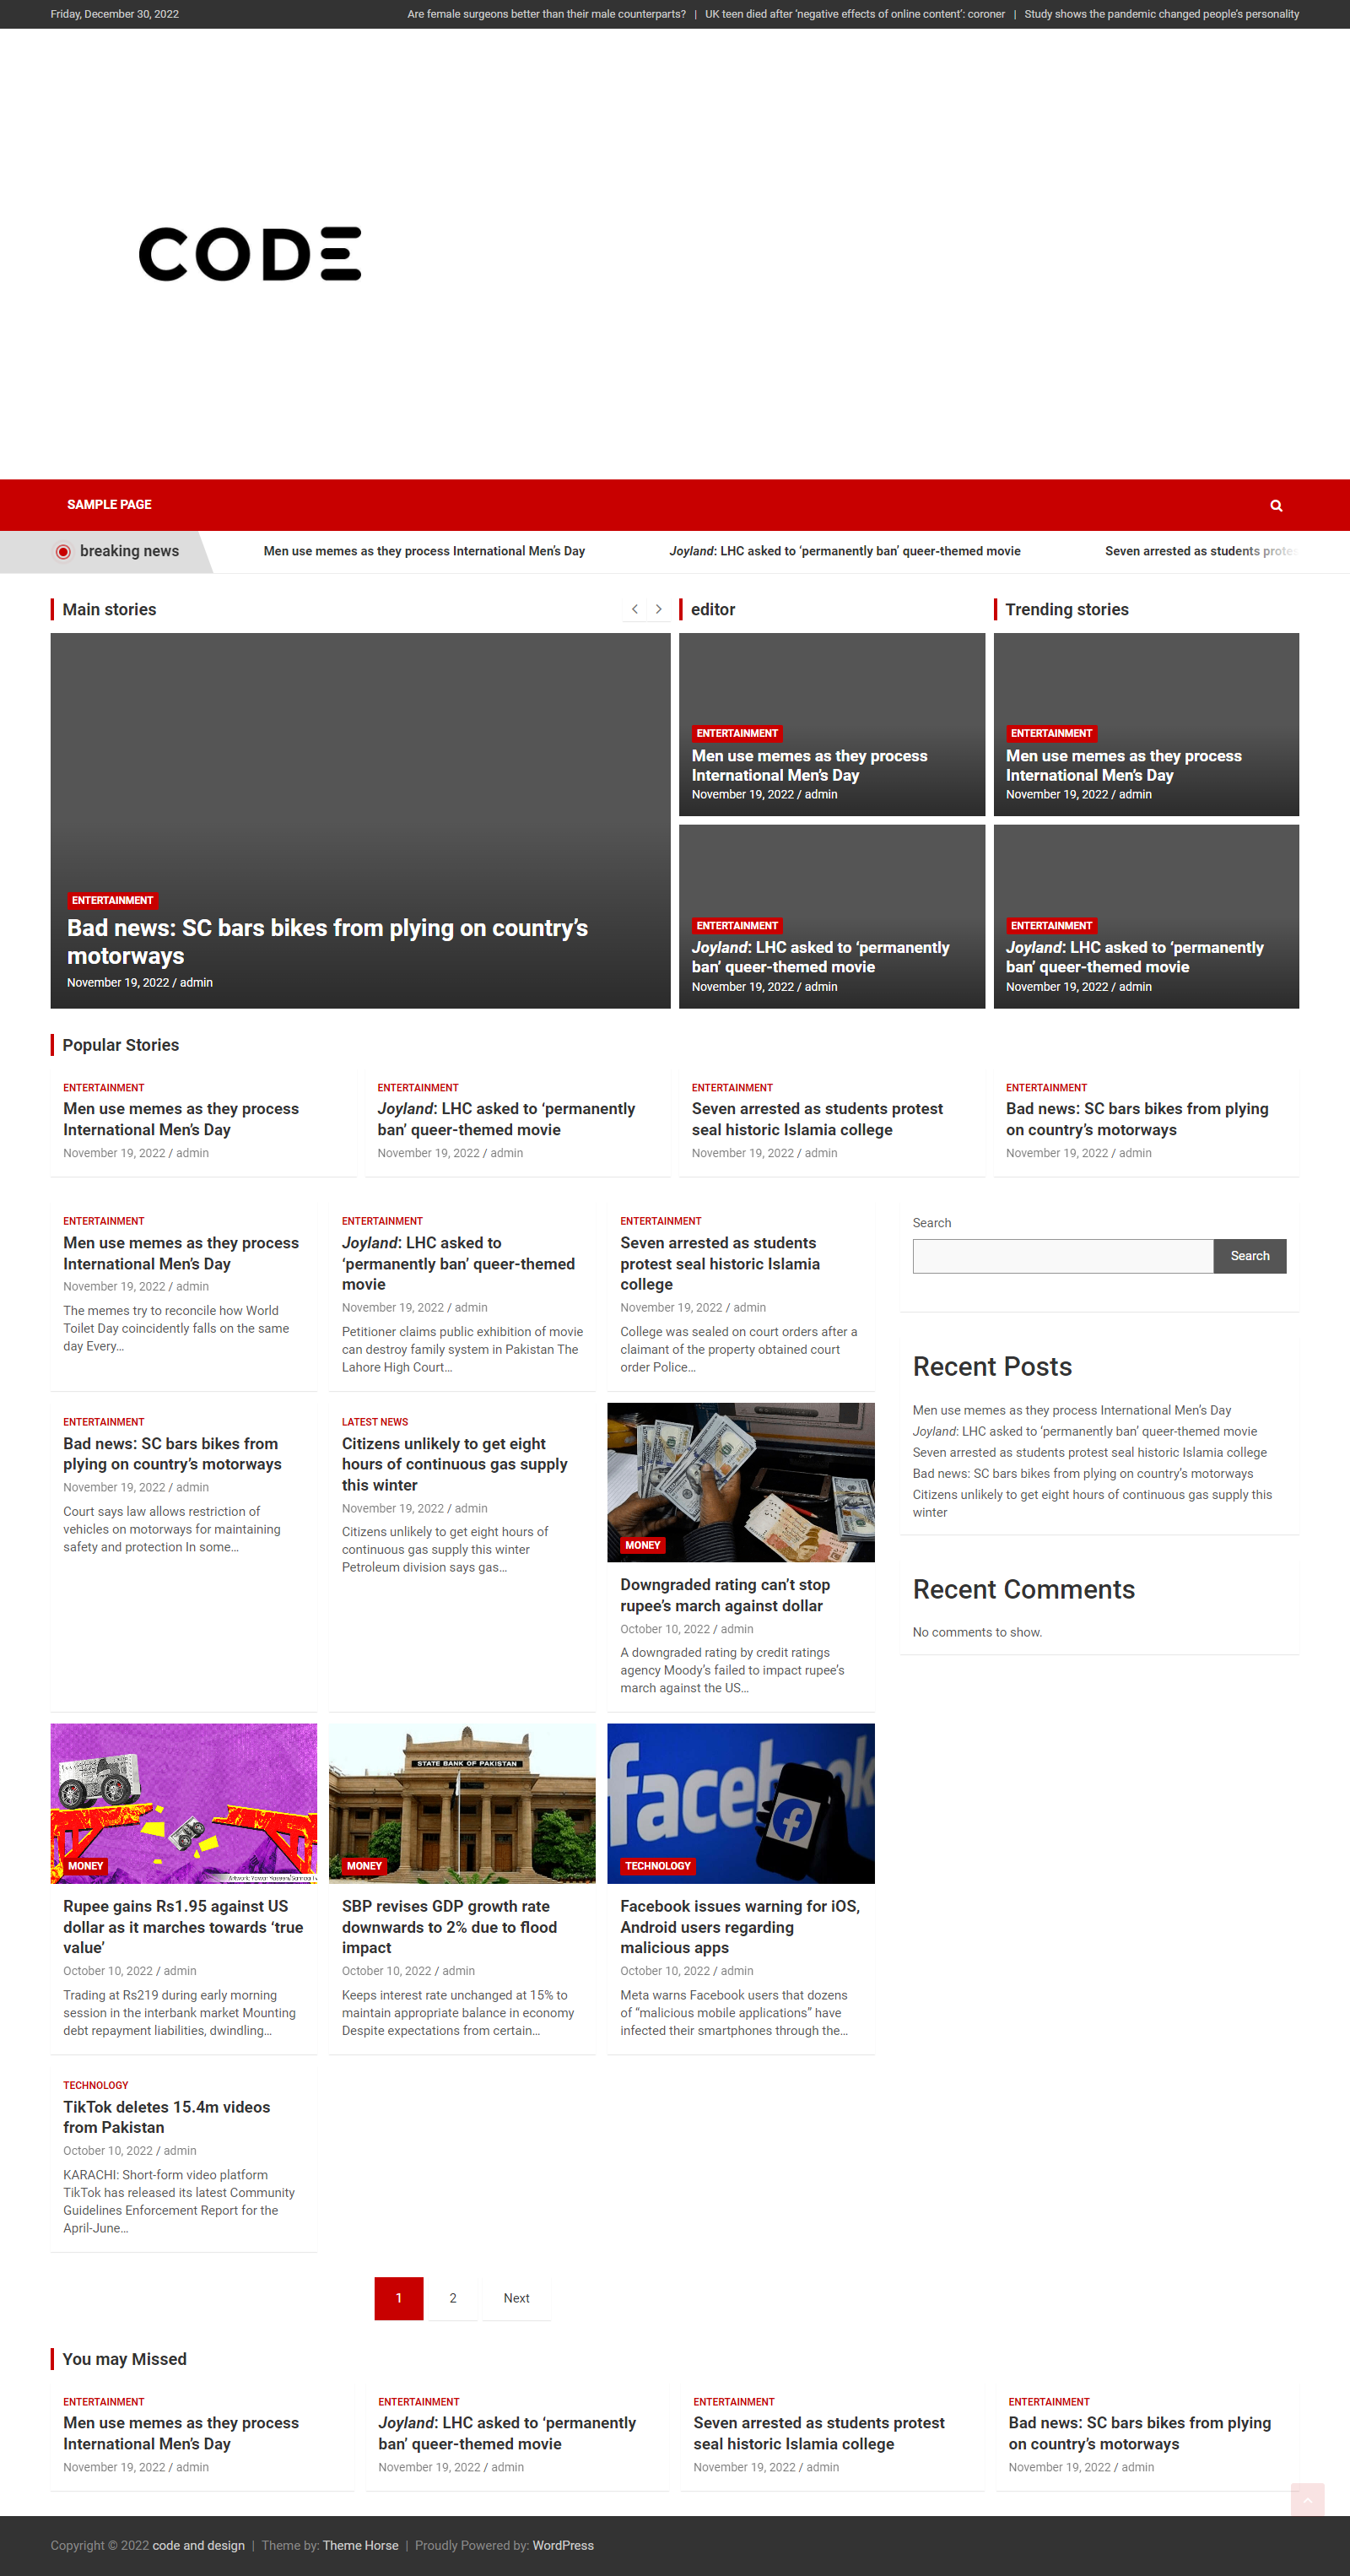 Friday, December 30, 2022
Are female surgeons better than their male counterparts? | UK teen died after ‘negative effects of online content’: coroner | Study shows the pandemic changed people’s personality
CODE
SAMPLE PAGE
breaking news
Men use memes as they process International Men’s Day
Joyland: LHC asked to ‘permanently ban’ queer-themed movie
Seven arrested as students
Main stories
ENTERTAINMENT
Bad news: SC bars bikes from plying on country’s
motorways
November 19, 2022 / admin
editor
ENTERTAINMENT
Men use memes as they process
International Men’s Day
November 19, 2022 / admin
ENTERTAINMENT
Joyland: LHC asked to ‘permanently
ban’ queer-themed movie
November 19, 2022 / admin
Trending stories
ENTERTAINMENT
Men use memes as they process
International Men’s Day
November 19, 2022 / admin
ENTERTAINMENT
Joyland: LHC asked to ‘permanently
ban’ queer-themed movie
November 19, 2022 / admin
Popular Stories
ENTERTAINMENT
Men use memes as they process
International Men’s Day
November 19, 2022 / admin
ENTERTAINMENT
Joyland: LHC asked to ‘permanently
ban’ queer-themed movie
November 19, 2022 / admin
ENTERTAINMENT
Seven arrested as students protest
seal historic Islamia college
November 19, 2022 / admin
ENTERTAINMENT
Bad news: SC bars bikes from plying
on country’s motorways
November 19, 2022 / admin
ENTERTAINMENT
Men use memes as they process
International Men’s Day
November 19, 2022 / admin
The memes try to reconcile how World
Toilet Day coincidently falls on the same
day Every…
ENTERTAINMENT
Joyland: LHC asked to
‘permanently ban’ queer-themed
movie
November 19, 2022 / admin
Petitioner claims public exhibition of movie
can destroy family system in Pakistan The
Lahore High Court…
ENTERTAINMENT
Seven arrested as students
protest seal historic Islamia
college
November 19, 2022 / admin
College was sealed on court orders after a
claimant of the property obtained court
order Police…
ENTERTAINMENT
Bad news: SC bars bikes from
plying on country’s motorways
November 19, 2022 / admin
Court says law allows restriction of
vehicles on motorways for maintaining
safety and protection In some…
LATEST NEWS
Citizens unlikely to get eight
hours of continuous gas supply
this winter
November 19, 2022 / admin
Citizens unlikely to get eight hours of
continuous gas supply this winter
Petroleum division says gas…
MONEY
Downgraded rating can’t stop
rupee’s march against dollar
October 10, 2022 / admin
A downgraded rating by credit ratings
agency Moody’s failed to impact rupee’s
march against the US…
MONEY
Rupee gains Rs1.95 against US
dollar as it marches towards ‘true
value’
October 10, 2022 / admin
Trading at Rs219 during early morning
session in the interbank market Mounting
debt repayment liabilities, dwindling…
STATE BANK OF PAKISTAN
MONEY
SBP revises GDP growth rate
downwards to 2% due to flood
impact
October 10, 2022 / admin
Keeps interest rate unchanged at 15% to
maintain appropriate balance in economy
Despite expectations from certain…
facebook
TECHNOLOGY
Facebook issues warning for iOS,
Android users regarding
malicious apps
October 10, 2022 / admin
Meta warns Facebook users that dozens
of “malicious mobile applications” have
infected their smartphones through the…
TECHNOLOGY
TikTok deletes 15.4m videos
from Pakistan
October 10, 2022 / admin
KARACHI: Short-form video platform
TikTok has released its latest Community
Guidelines Enforcement Report for the
April-June…
1 2 Next
Search
Search
Recent Posts
Men use memes as they process International Men’s Day
Joyland: LHC asked to ‘permanently ban’ queer-themed movie
Seven arrested as students protest seal historic Islamia college
Bad news: SC bars bikes from plying on country’s motorways
Citizens unlikely to get eight hours of continuous gas supply this
winter
Recent Comments
No comments to show.
You may Missed
ENTERTAINMENT
Men use memes as they process
International Men’s Day
November 19, 2022 / admin
ENTERTAINMENT
Joyland: LHC asked to ‘permanently
ban’ queer-themed movie
November 19, 2022 / admin
ENTERTAINMENT
Seven arrested as students protest
seal historic Islamia college
November 19, 2022 / admin
ENTERTAINMENT
Bad news: SC bars bikes from plying
on country’s motorways
November 19, 2022 / admin
Copyright © 2022 code and design | Theme by: Theme Horse | Proudly Powered by: WordPress